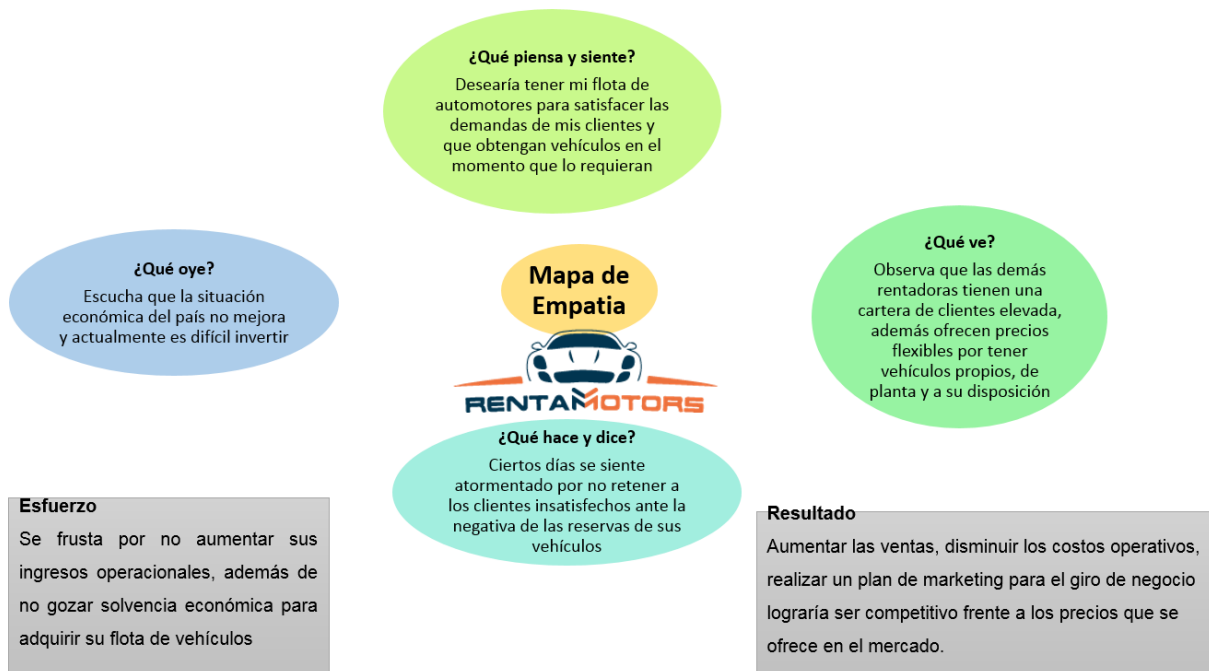 ¿Qué piensa y siente?
Desearía tener mi flota de
automotores para satisfacer las
demandas de mis clientes y
que obtengan vehículos en el
momento que lo requieran
¿Qué oye?
Escucha que la situación
económica del país no mejora
y actualmente es difícil invertir
Mapa de
Empatia
RENTAMOTORS
¿Qué ve?
Observa que las demás
rentadoras tienen una
cartera de clientes elevada,
además ofrecen precios
flexibles por tener
vehículos propios, de
planta y a su disposición
¿Qué hace y dice?
Ciertos días se siente
atormentado por no retener a
los clientes insatisfechos ante la
negativa de las reservas de sus
vehículos
Esfuerzo
Se frusta por no aumentar sus
ingresos operacionales, además de
no gozar solvencia económica para
adquirir su flota de vehículos
Resultado
Aumentar las ventas, disminuir los costos operativos,
realizar un plan de marketing para el giro de negocio
lograría ser competitivo frente a los precios que se
ofrece en el mercado.